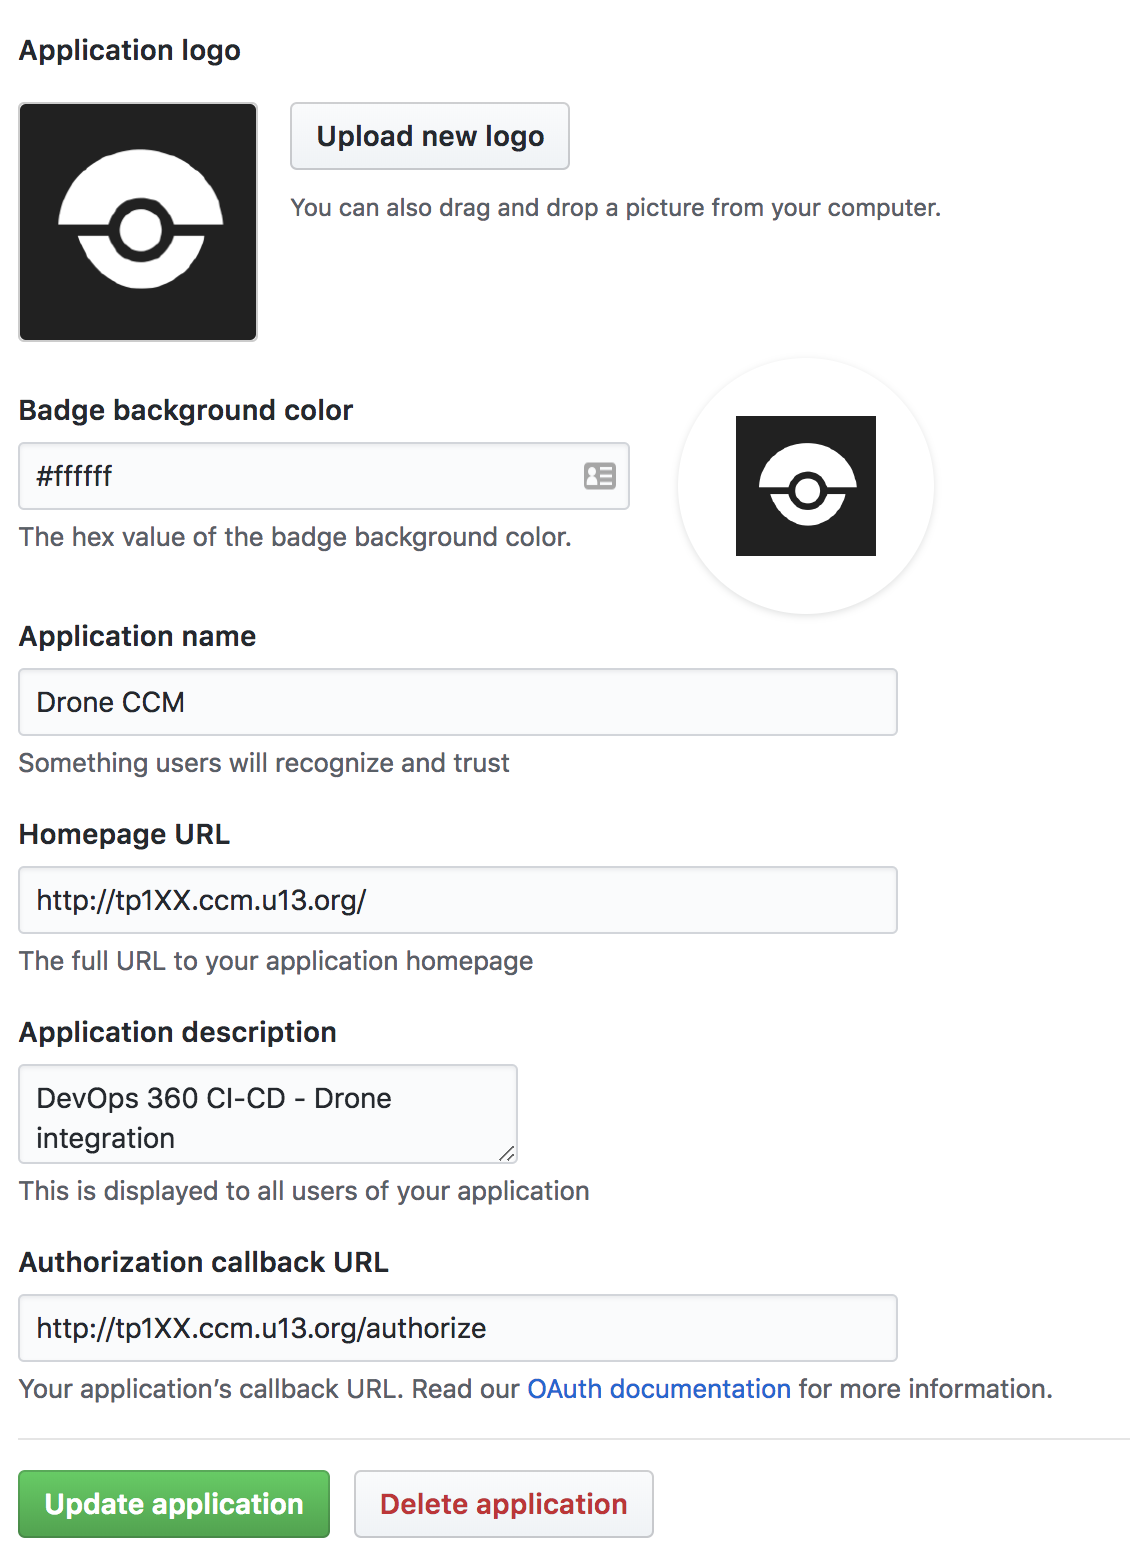 Application logo
Upload new logo
You can also drag and drop a picture from your computer.
Badge background color
#ffffff
The hex value of the badge background color.
Application name
Drone CCM
Something users will recognize and trust
Homepage URL
http://tp1XX.ccm.u13.org/
The full URL to your application homepage
Application description
DevOps 360 CI-CD - Drone
integration
This is displayed to all users of your application
Authorization callback URL
http://tp1XX.ccm.u13.org/authorize
Your application’s callback URL. Read our OAuth documentation for more information.
Update application
Delete application